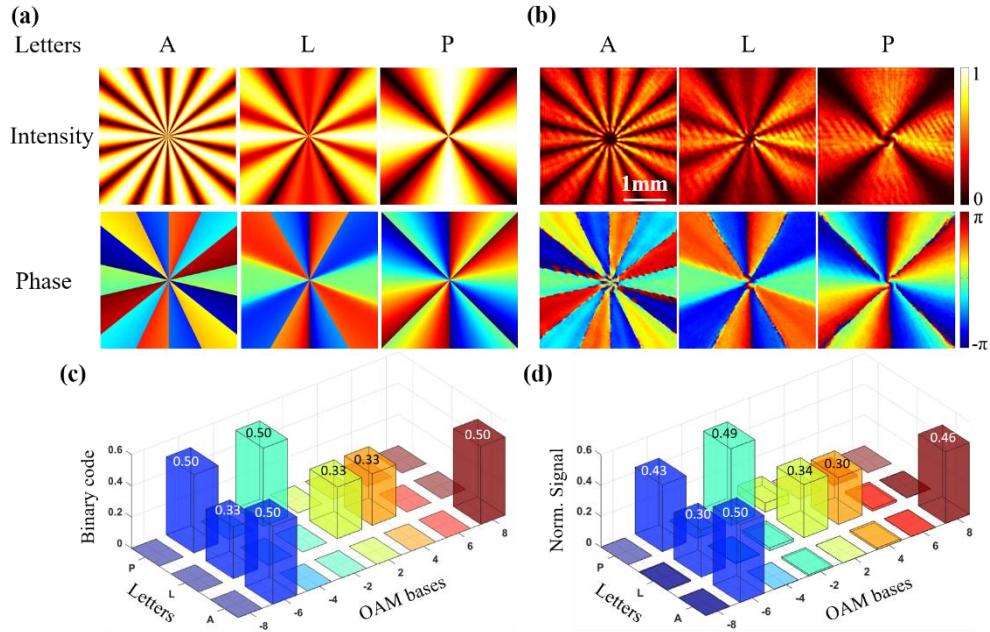 (a) (b)
Letters A L P A L P
Intensity
1mm
1
0
Phase
π
-π
(c) (d)
Binary code
0.6
0.4
0.2
0
0.50
0.33
0.50
0.50
0.33
0.33
0.50
P
L
A
Letters
-8 -6 -4 -2 2 4 6 8
OAM bases
Norm. Signal
0.6
0.4
0.2
0
0.43
0.30
0.50
0.49
0.34
0.30
0.46
P
L
A
Letters
-8 -6 -4 -2 2 4 6 8
OAM bases